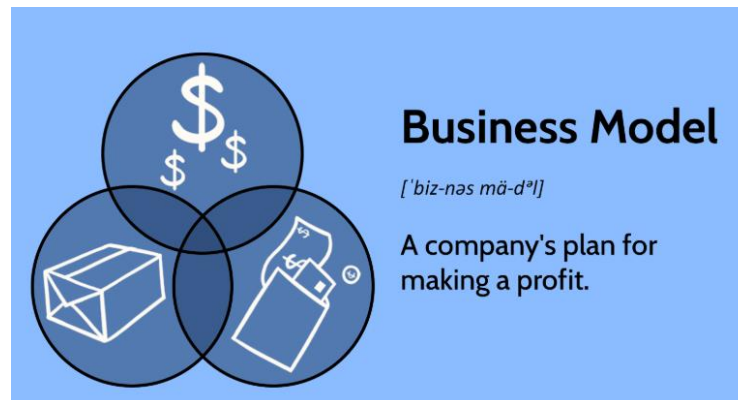 $
$ $
Business Model
[ˈbiz-nəs mä-dᵊl]
A company's plan for
making a profit.